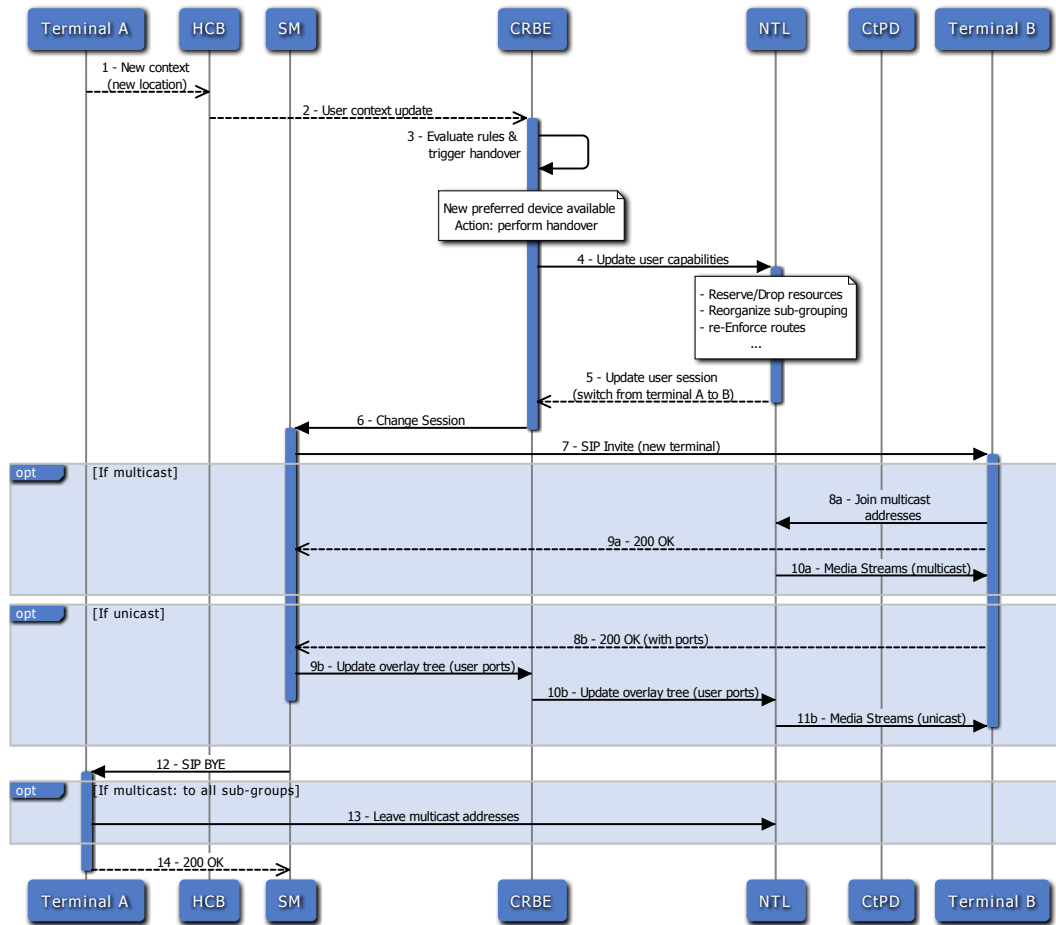 Terminal A
HCB
SM
CRBE
NTL
CtPD
Terminal B
1 - New context
(new location)
2 - User context update
3 - Evaluate rules &
trigger handover
New preferred device available
Action: perform handover
4 - Update user capabilities
- Reserve/Drop resources
- Reorganize sub-grouping
- re-Enforce routes
...
5 - Update user session
(switch from terminal A to B)
6 - Change Session
7 - SIP Invite (new terminal)
opt
[If multicast]
8a - Join multicast
addresses
9a - 200 OK
10a - Media Streams (multicast)
opt
[If unicast]
8b - 200 OK (with ports)
9b - Update overlay tree (user ports)
10b - Update overlay tree (user ports)
11b - Media Streams (unicast)
12 - SIP BYE
opt
[If multicast: to all sub-groups]
13 - Leave multicast addresses
14 - 200 OK
Terminal A
HCB
SM
CRBE
NTL
CtPD
Terminal B